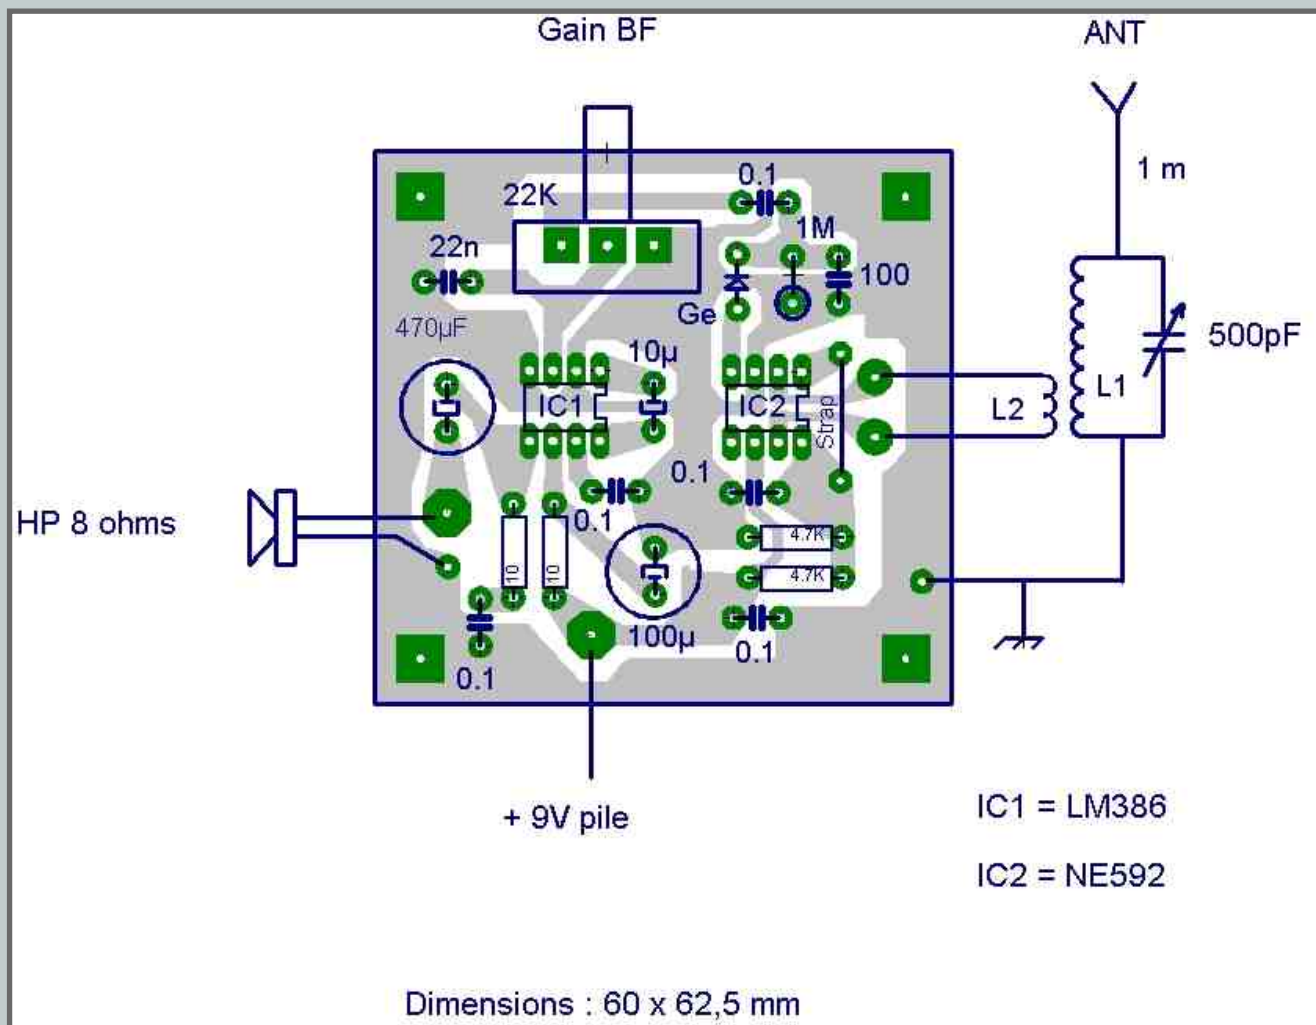 Gain BF
ANT
1 m
0.1
22K
1M
22n
100
Ge
470µF
500pF
10µ
IC1
IC2
Strap
L2
L1
0.1
HP 8 ohms
0.1
4.7K
10
10
4.7K
100µ
0.1
0.1
+ 9V pile
IC1 = LM386
IC2 = NE592
Dimensions : 60 x 62,5 mm